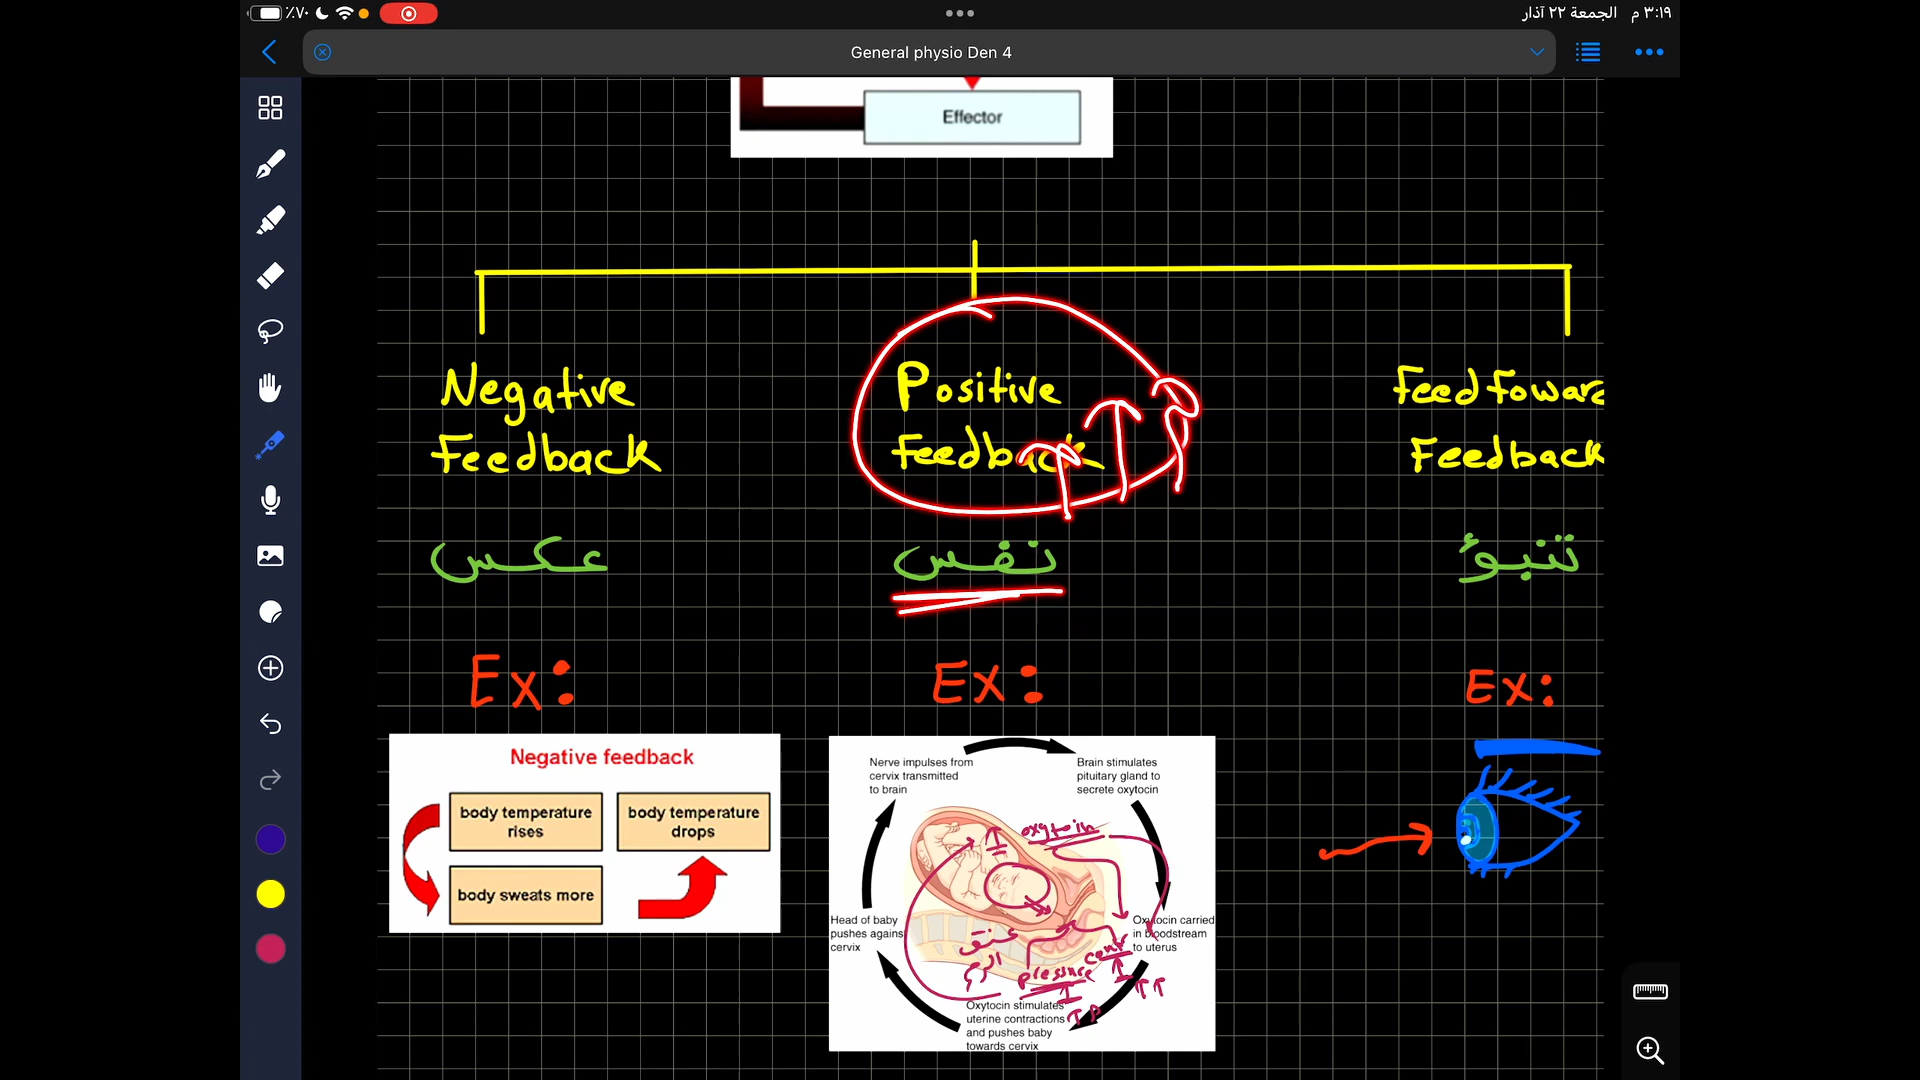 ٪٧٠
٣:١٩ م الجمعة ٢٢ آذار
General physio Den 4
Effector
Negative
Feedback
Positive
Feedback
Feed Foward
Feedback
عكس
نفس
تنبؤ
Ex:
Ex:
Ex:
Negative feedback
body temperature
rises
body temperature
drops
body sweats more
Nerve impulses from
cervix transmitted
to brain
Brain stimulates
pituitary gland to
secrete oxytocin
Head of baby
pushes agains
cervix
Oxytocin carried
in bloodstream
to uterus
Oxytocin stimulates
uterine contractions
and pushes baby
towards cervix
عنق
الرحم
pressure